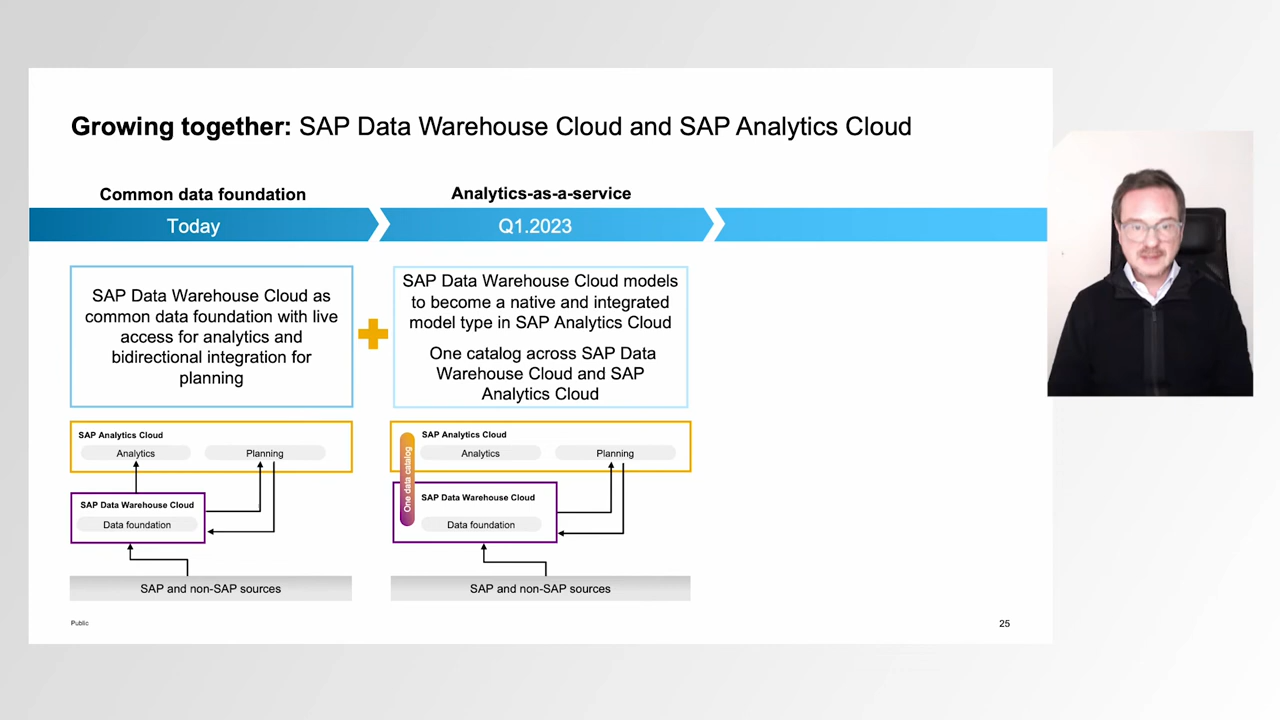 Growing together: SAP Data Warehouse Cloud and SAP Analytics Cloud
Common data foundation
Analytics-as-a-service
Today
Q1.2023
SAP Data Warehouse Cloud as
common data foundation with live
access for analytics and
bidirectional integration for
planning
SAP Data Warehouse Cloud models
to become a native and integrated
model type in SAP Analytics Cloud
One catalog across SAP Data
Warehouse Cloud and SAP
Analytics Cloud
SAP Analytics Cloud
Analytics
Planning
SAP Data Warehouse Cloud
Data foundation
SAP and non-SAP sources
One data catalog
SAP Analytics Cloud
Analytics
Planning
SAP Data Warehouse Cloud
Data foundation
SAP and non-SAP sources
Public
25